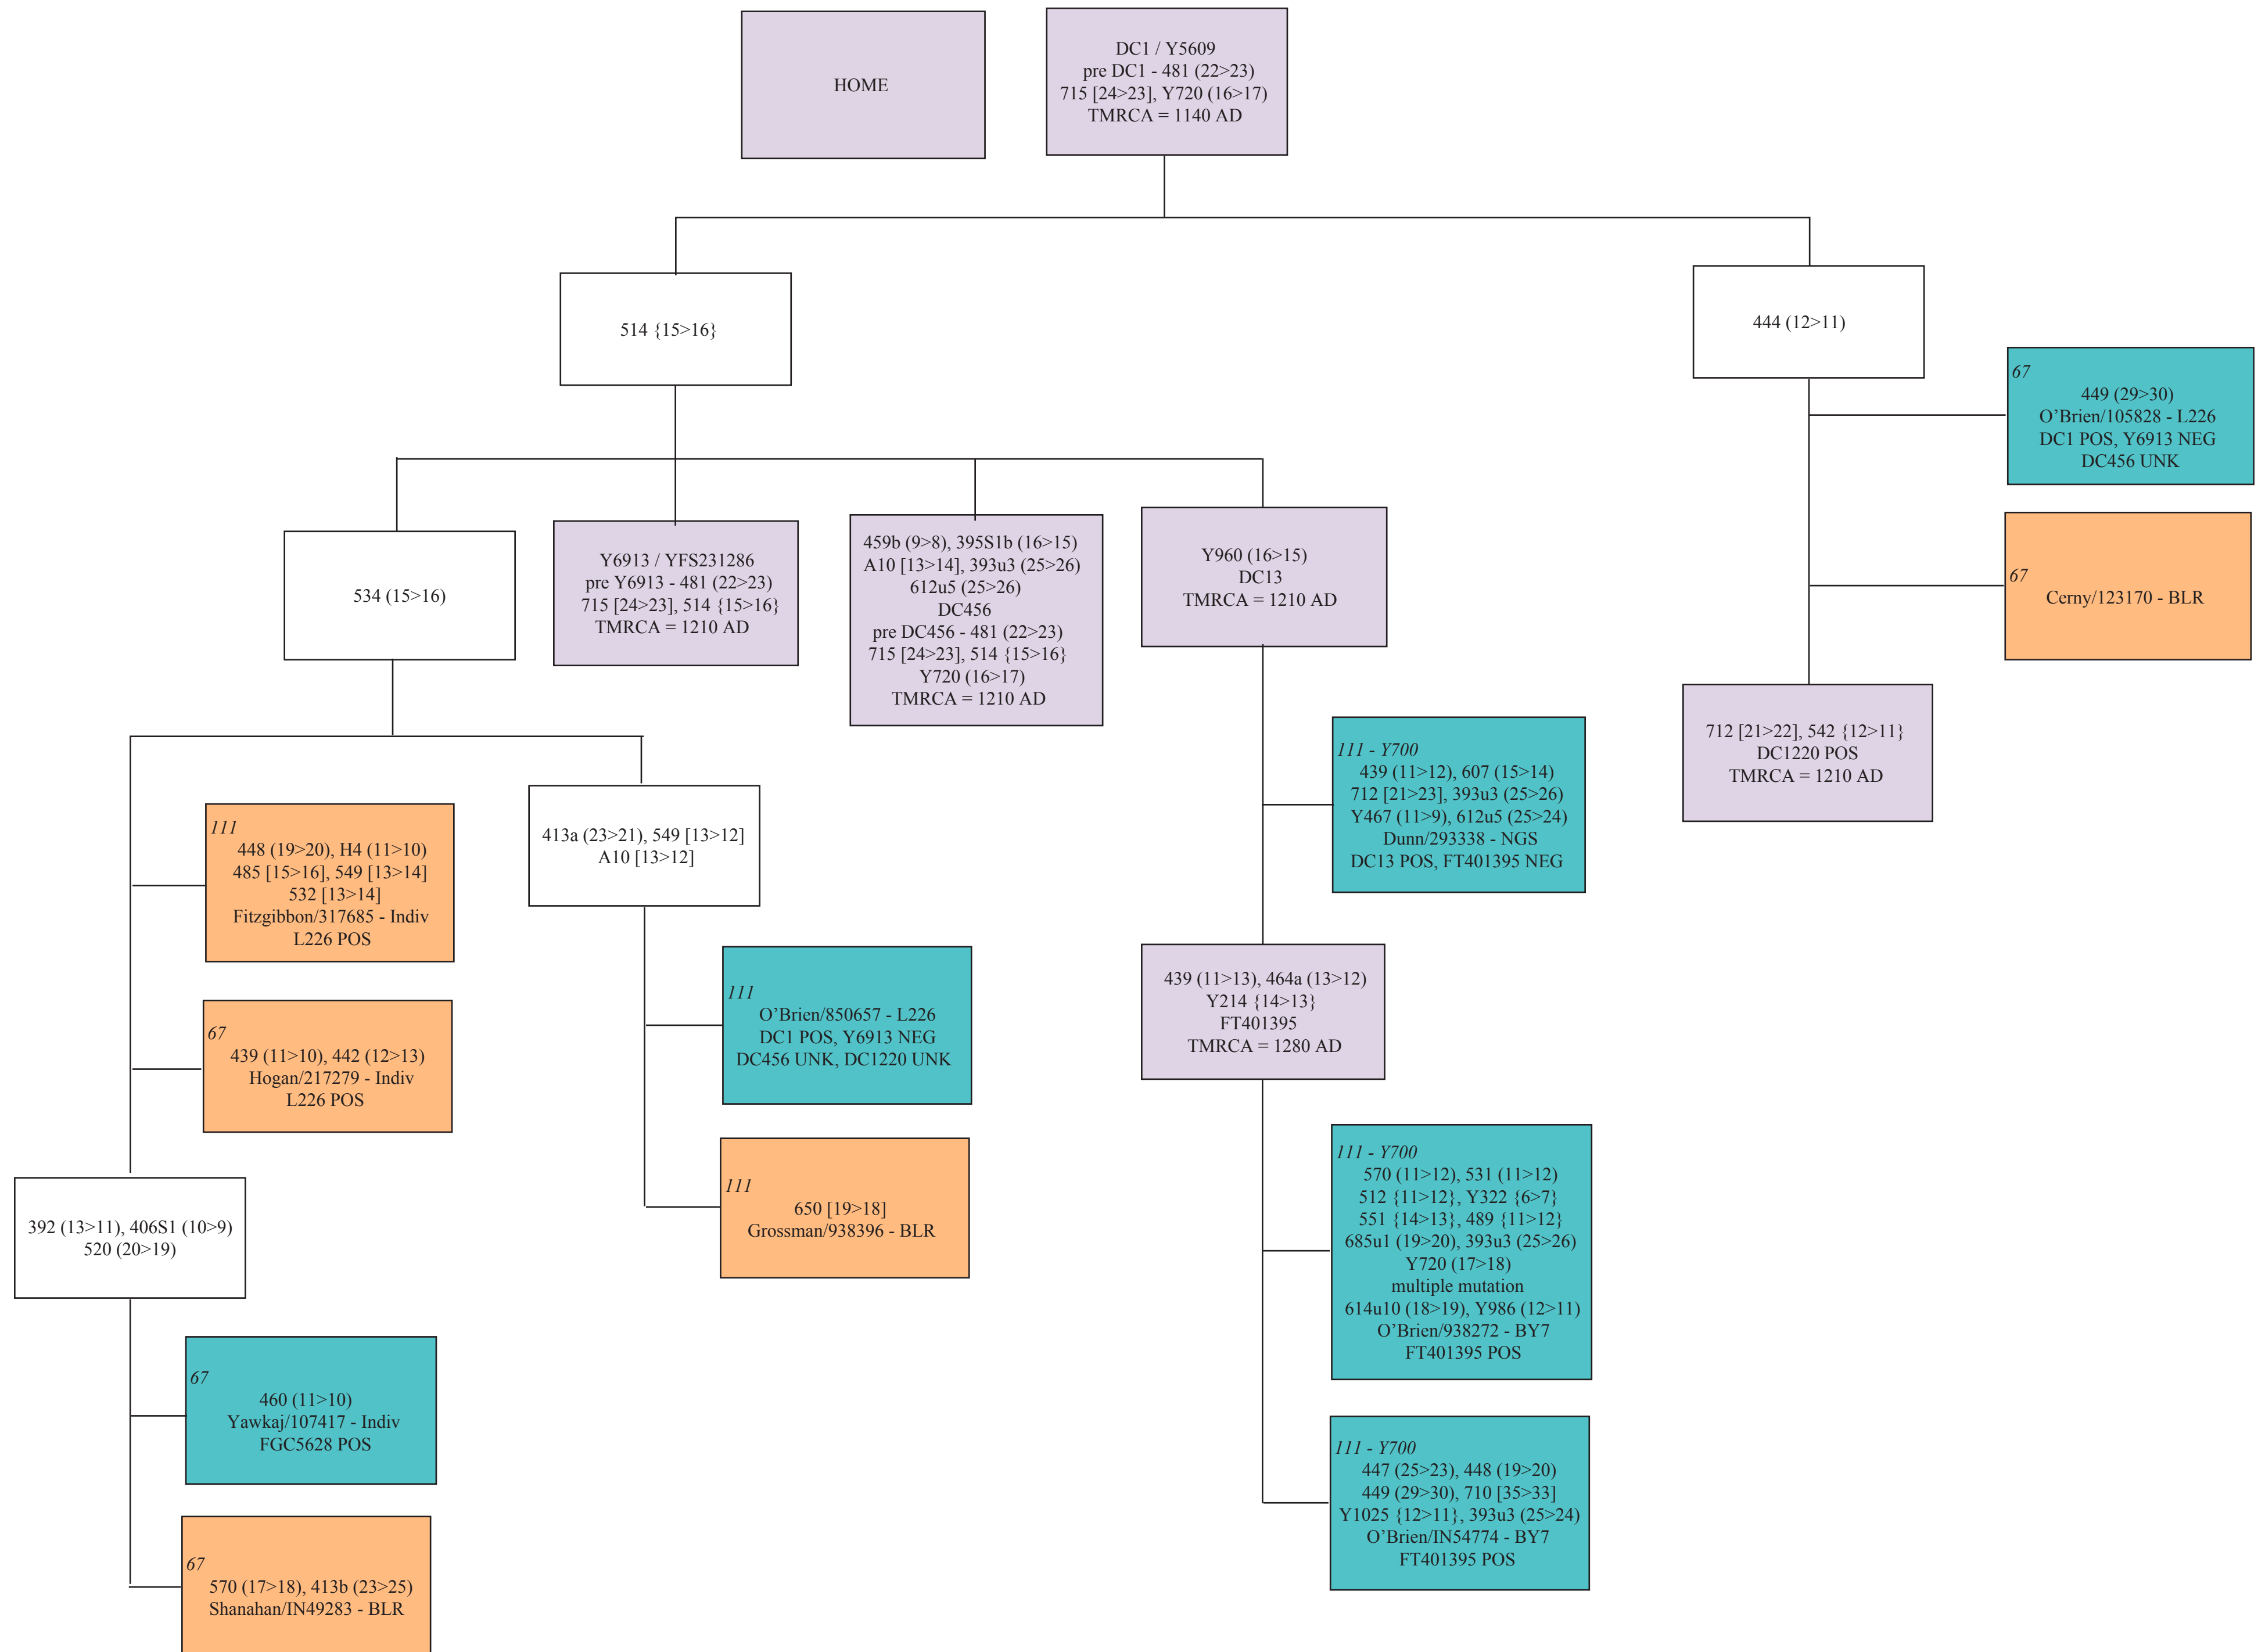 HOME
DC1 / Y5609
pre DC1 - 481 (22>23)
715 [24>23], Y720 (16>17)
TMRCA = 1140 AD
514 {15>16}
444 (12>11)
67
449 (29>30)
O’Brien/105828 - L226
DC1 POS, Y6913 NEG
DC456 UNK
67
Cerny/123170 - BLR
712 [21>22], 542 {12>11}
DC1220 POS
TMRCA = 1210 AD
534 (15>16)
Y6913 / YFS231286
pre Y6913 - 481 (22>23)
715 [24>23], 514 {15>16}
TMRCA = 1210 AD
459b (9>8), 395S1b (16>15)
A10 [13>14], 393u3 (25>26)
612u5 (25>26)
DC456
pre DC456 - 481 (22>23)
715 [24>23], 514 {15>16}
Y720 (16>17)
TMRCA = 1210 AD
Y960 (16>15)
DC13
TMRCA = 1210 AD
111 - Y700
439 (11>12), 607 (15>14)
712 [21>23], 393u3 (25>26)
Y467 (11>9), 612u5 (25>24)
Dunn/293338 - NGS
DC13 POS, FT401395 NEG
111
448 (19>20), H4 (11>10)
485 [15>16], 549 [13>14]
532 [13>14]
Fitzgibbon/317685 - Indiv
L226 POS
413a (23>21), 549 [13>12]
A10 [13>12]
67
439 (11>10), 442 (12>13)
Hogan/217279 - Indiv
L226 POS
111
O’Brien/850657 - L226
DC1 POS, Y6913 NEG
DC456 UNK, DC1220 UNK
439 (11>13), 464a (13>12)
Y214 {14>13}
FT401395
TMRCA = 1280 AD
392 (13>11), 406S1 (10>9)
520 (20>19)
111
650 [19>18]
Grossman/938396 - BLR
111 - Y700
570 (11>12), 531 (11>12)
512 {11>12}, Y322 {6>7}
551 {14>13}, 489 {11>12}
685u1 (19>20), 393u3 (25>26)
Y720 (17>18)
multiple mutation
614u10 (18>19), Y986 (12>11)
O’Brien/938272 - BY7
FT401395 POS
67
460 (11>10)
Yawkaj/107417 - Indiv
FGC5628 POS
111 - Y700
447 (25>23), 448 (19>20)
449 (29>30), 710 [35>33]
Y1025 {12>11}, 393u3 (25>24)
O’Brien/IN54774 - BY7
FT401395 POS
67
570 (17>18), 413b (23>25)
Shanahan/IN49283 - BLR